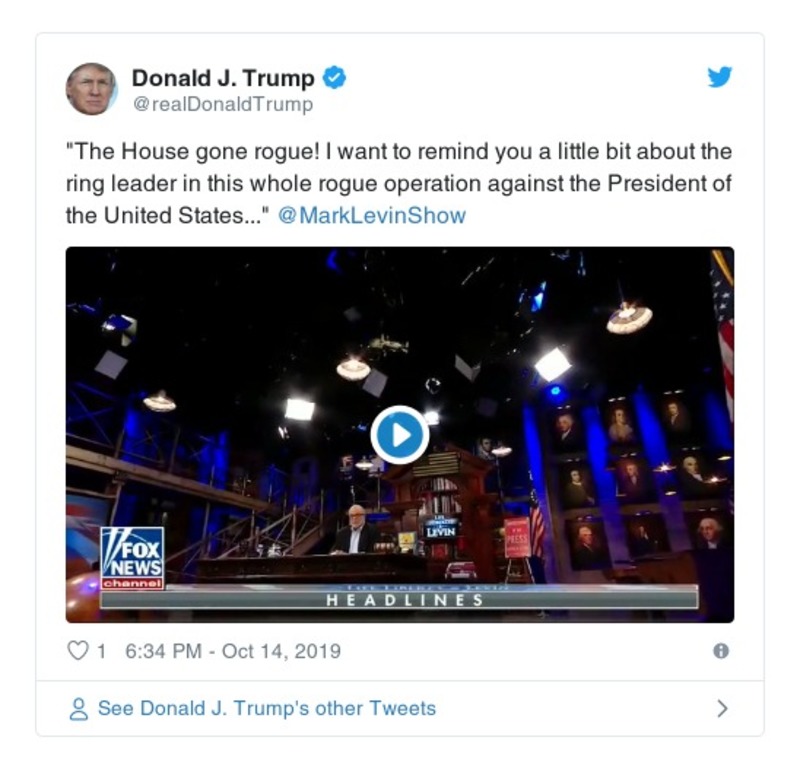 Donald J. Trump
@realDonaldTrump
"The House gone rogue! I want to remind you a little bit about the
ring leader in this whole rogue operation against the President of
the United States..." @MarkLevinShow
LEVIN
PRESS
FOX
NEWS
channel
HEADLINES
1 6:34 PM - Oct 14, 2019
See Donald J. Trump's other Tweets